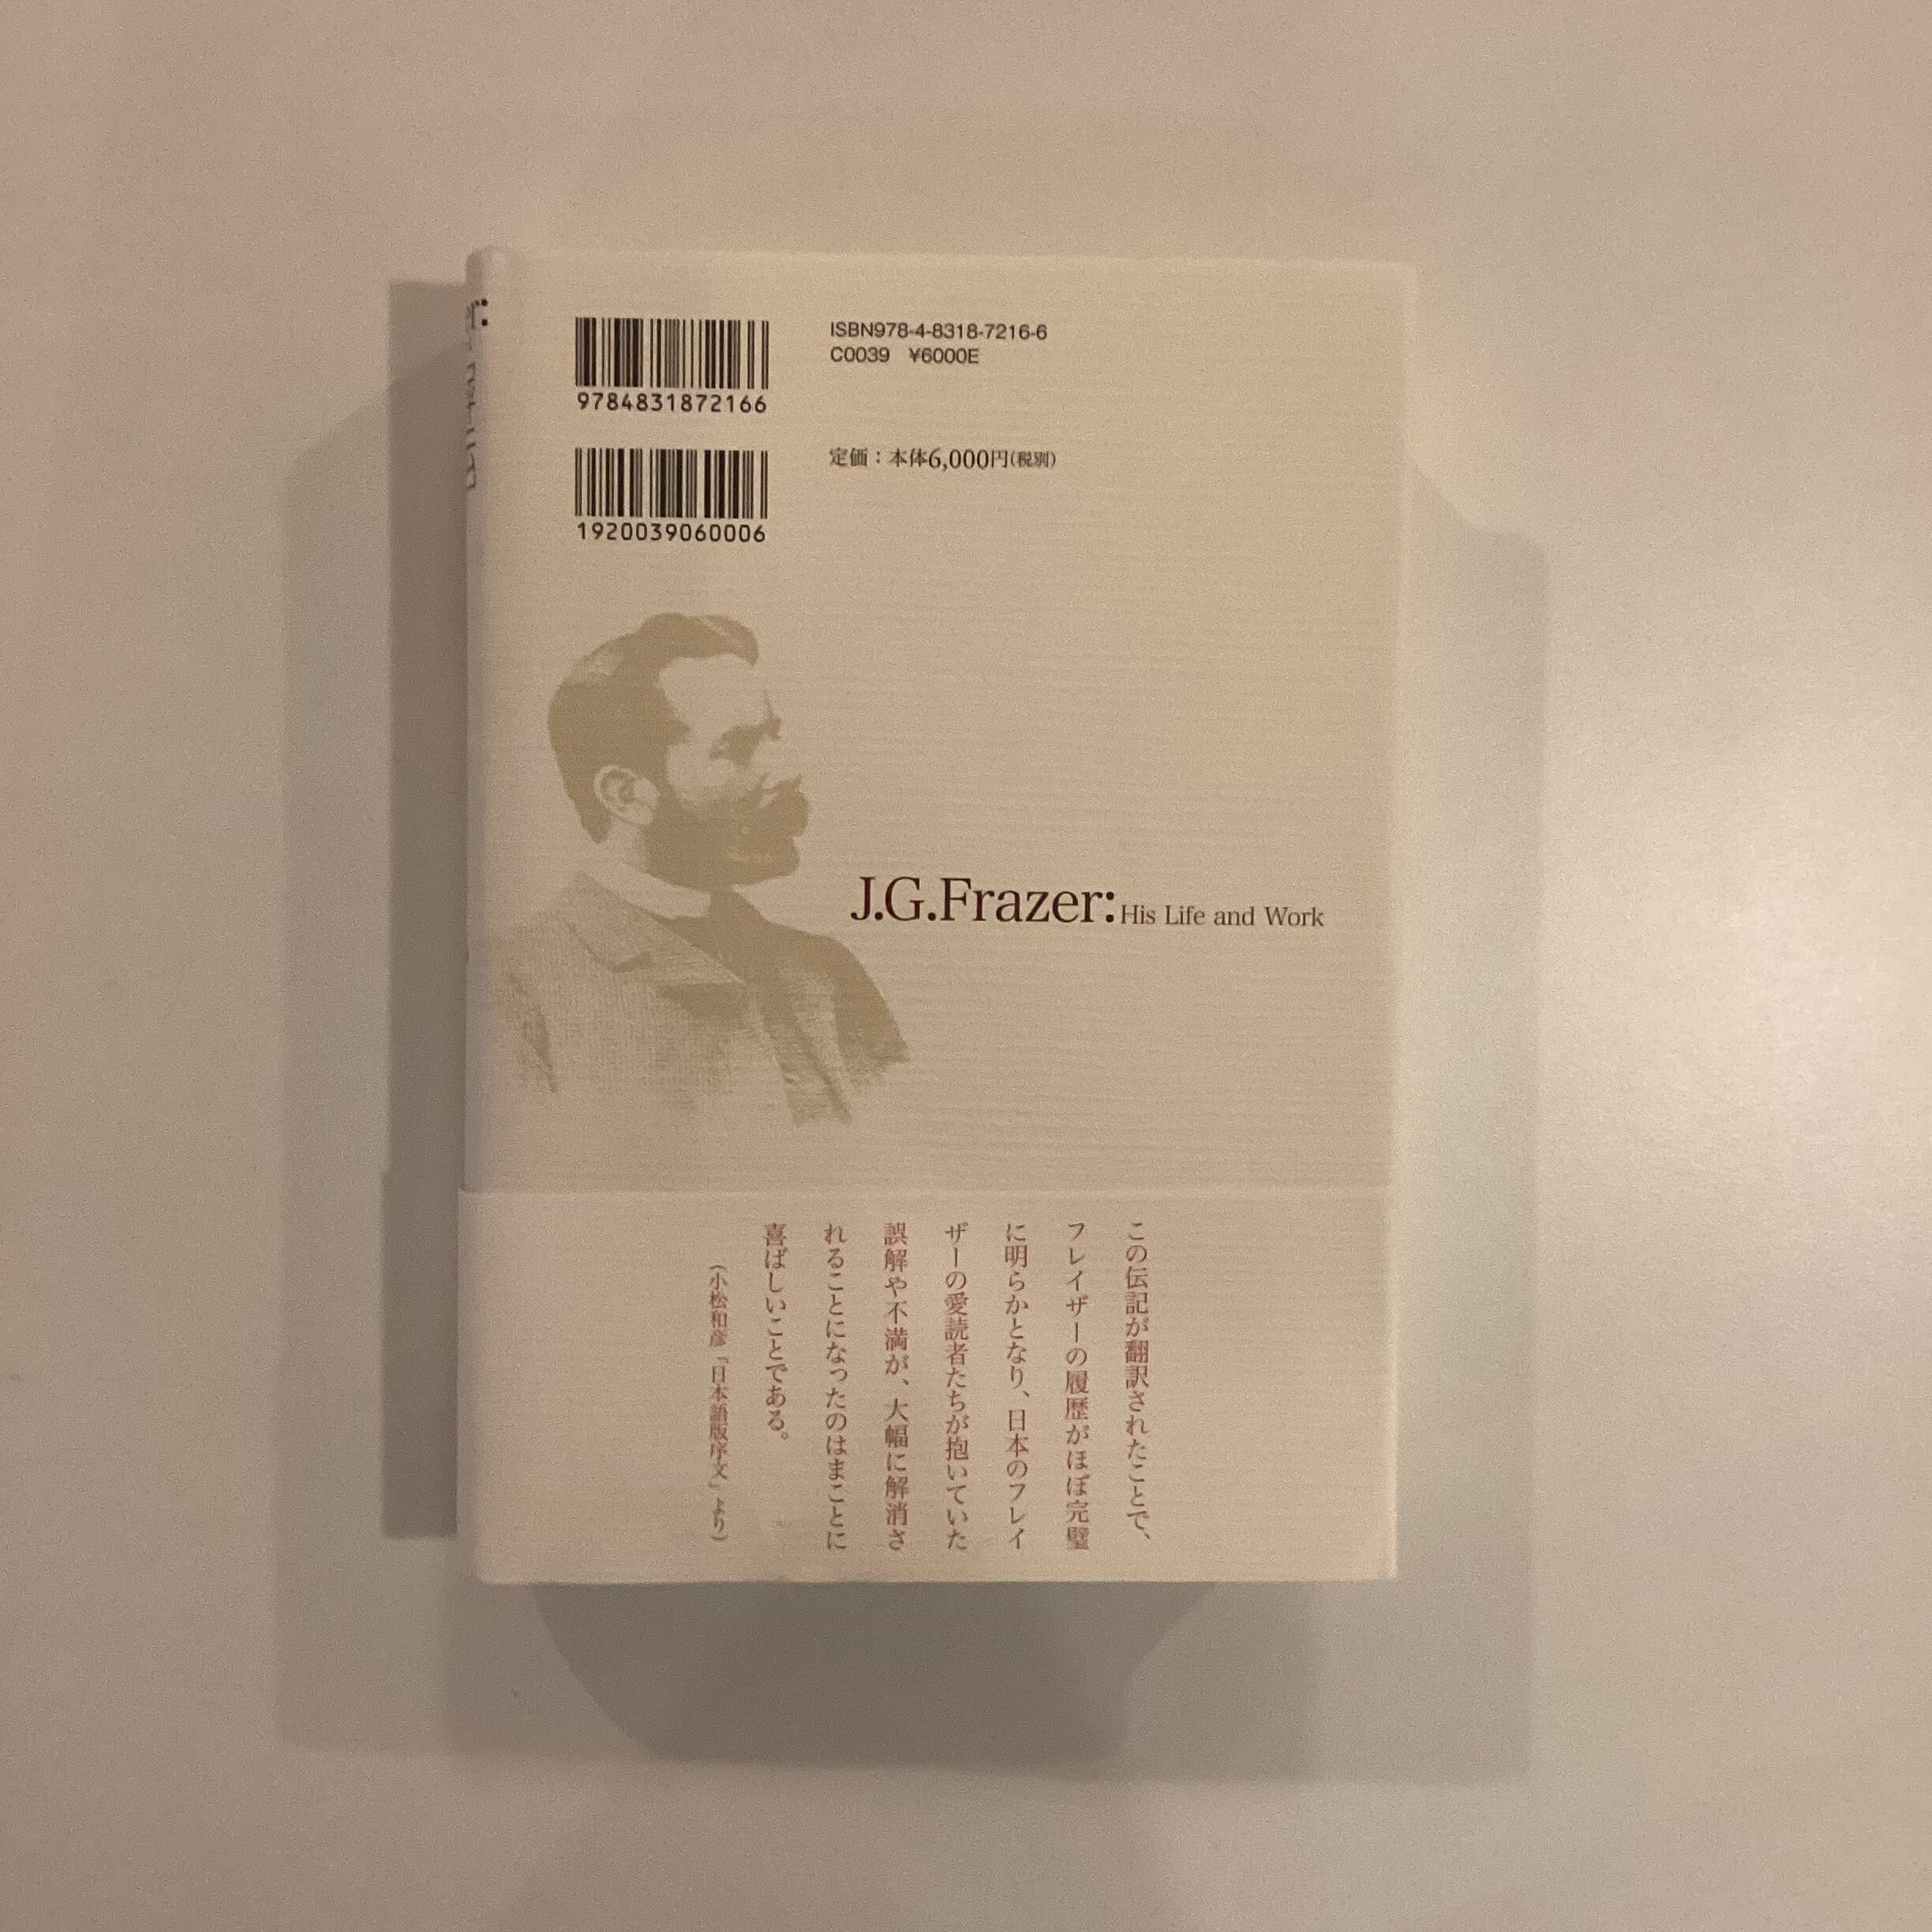 ISBN978-4-8318-7216-6
C0039 ¥6000E
9784831872166
定価：本体6,000円(税別)
1920039060006
J.G.Frazer: His Life and Work
この伝記が翻訳されたことで、
フレイザーの履歴がほぼ完璧
に明らかとなり、日本のフレイ
ザーの愛読者たちが抱いていた
誤解や不満が、大幅に解消さ
れることになったのはまことに
喜ばしいことである。
(小松和彦「日本語版序文」より)